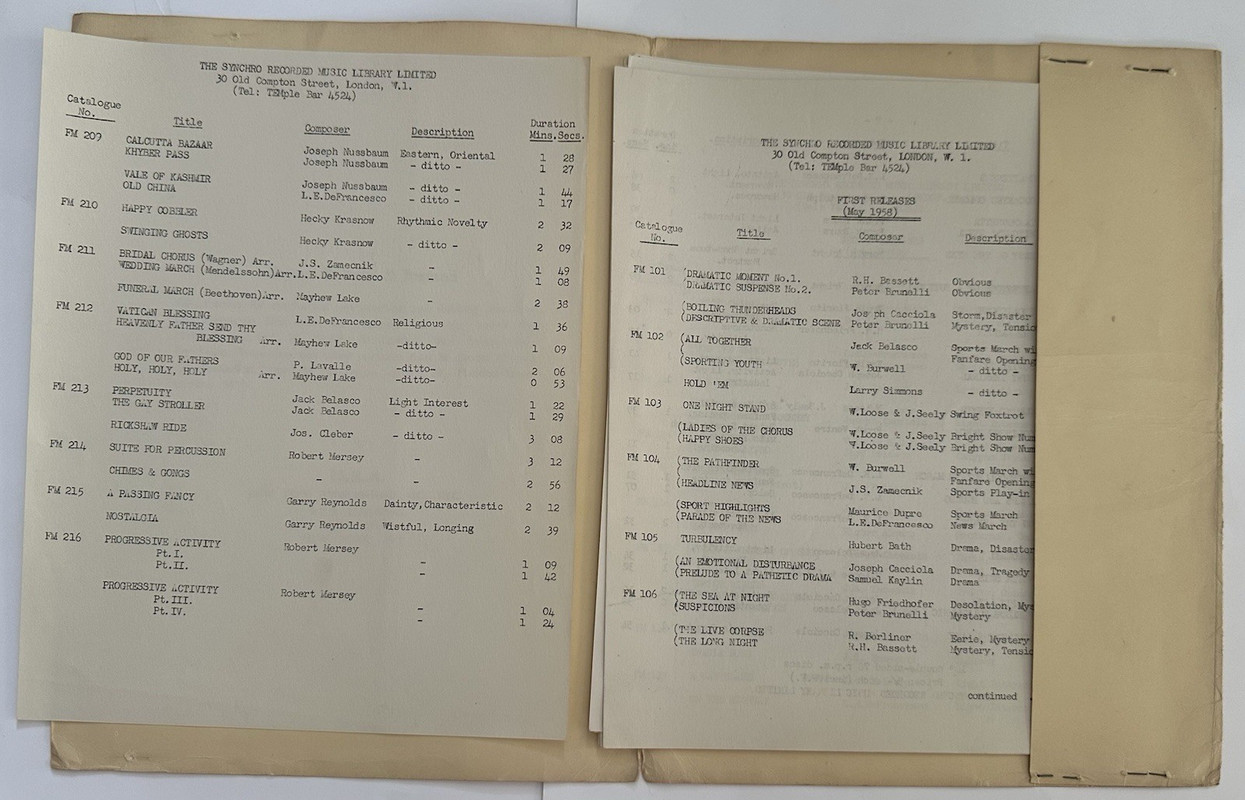 THE SYNCHRO RECORDED MUSIC LIBRARY LIMITED
30 Old Compton Street, London, W.1.
(Tel: TEMple Bar 4524)
Catalogue No. Title Composer Description Duration Mins.Secs.
FM 209 CALCUTTA BAZAAR Joseph Nussbaum Eastern, Oriental 1 28
KHYBER PASS Joseph Nussbaum - ditto - 1 27
VALE OF KASHMIR Joseph Nussbaum - ditto - 1 44
OLD CHINA L.E.DeFrancesco - ditto - 1 17
FM 210 HAPPY COBBLER Hecky Krasnow Rhythmic Novelty 2 32
SWINGING GHOSTS Hecky Krasnow - ditto - 2 09
FM 211 BRIDAL CHORUS (Wagner) Arr. J.S. Zamecnik - 1 49
WEDDING MARCH (Mendelssohn)Arr. L.E.DeFrancesco - 1 08
FUNERAL MARCH (Beethoven)Arr. Mayhew Lake - 2 38
FM 212 VATICAN BLESSING L.E.DeFrancesco Religious 1 36
HEAVENLY FATHER SEND THY
BLESSING Arr. Mayhew Lake -ditto- 1 09
GOD OF OUR FATHERS P. Lavalle -ditto- 2 06
HOLY, HOLY, HOLY Arr. Mayhew Lake -ditto- 0 53
FM 213 PERPETUITY Jack Belasco Light Interest 1 22
THE GAY STROLLER Jack Belasco - ditto - 1 29
RICKSHAW RIDE Jos. Cleber - ditto - 3 08
FM 214 SUITE FOR PERCUSSION Robert Mersey - 3 12
CHIMES & GONGS - - 2 56
FM 215 A PASSING FANCY Garry Reynolds Dainty,Characteristic 2 12
NOSTALGIA Garry Reynolds Wistful, Longing 2 39
FM 216 PROGRESSIVE ACTIVITY Robert Mersey
Pt.I. - 1 09
Pt.II. - 1 42
PROGRESSIVE ACTIVITY Robert Mersey
Pt.III. - 1 04
Pt.IV. - 1 24
THE SYNCHRO RECORDED MUSIC LIBRARY LIMITED
30 Old Compton Street, LONDON, W. 1.
(Tel: TEMple Bar 4524)
FIRST RELEASES
(May 1958)
Catalogue No. Title Composer Description
FM 101 (DRAMATIC MOMENT No.1. R.H. Bassett Obvious
(DRAMATIC SUSPENSE No.2. Peter Brunelli Obvious
(BOILING THUNDERHEADS Joseph Cacciola Storm,Disaster
(DESCRIPTIVE & DRAMATIC SCENE Peter Brunelli Mystery, Tensio
FM 102 (ALL TOGETHER Jack Belasco Sports March wi
( Fanfare Opening
(SPORTING YOUTH W. Burwell - ditto -
HOLD 'EM Larry Simmons - ditto -
FM 103 ONE NIGHT STAND W.Loose & J.Seely Swing Foxtrot
(LADIES OF THE CHORUS W.Loose & J.Seely Bright Show Num
(HAPPY SHOES W.Loose & J.Seely Bright Show Num
FM 104 (THE PATHFINDER W. Burwell Sports March wi
( Fanfare Opening
(HEADLINE NEWS J.S. Zamecnik Sports Play-in
(SPORT HIGHLIGHTS Maurice Dupre Sports March
(PARADE OF THE NEWS L.E.DeFrancesco News March
FM 105 TURBULENCY Hubert Bath Drama, Disaster
(AN EMOTIONAL DISTURBANCE Joseph Cacciola Drama, Tragedy
(PRELUDE TO A PATHETIC DRAMA Samuel Kaylin Drama
FM 106 (THE SEA AT NIGHT Hugo Friedhofer Desolation, Mys
(SUSPICIONS Peter Brunelli Mystery
(THE LIVE CORPSE R. Berliner Eerie, Mystery
(THE LONG NIGHT R.H. Bassett Mystery, Tensio
continued